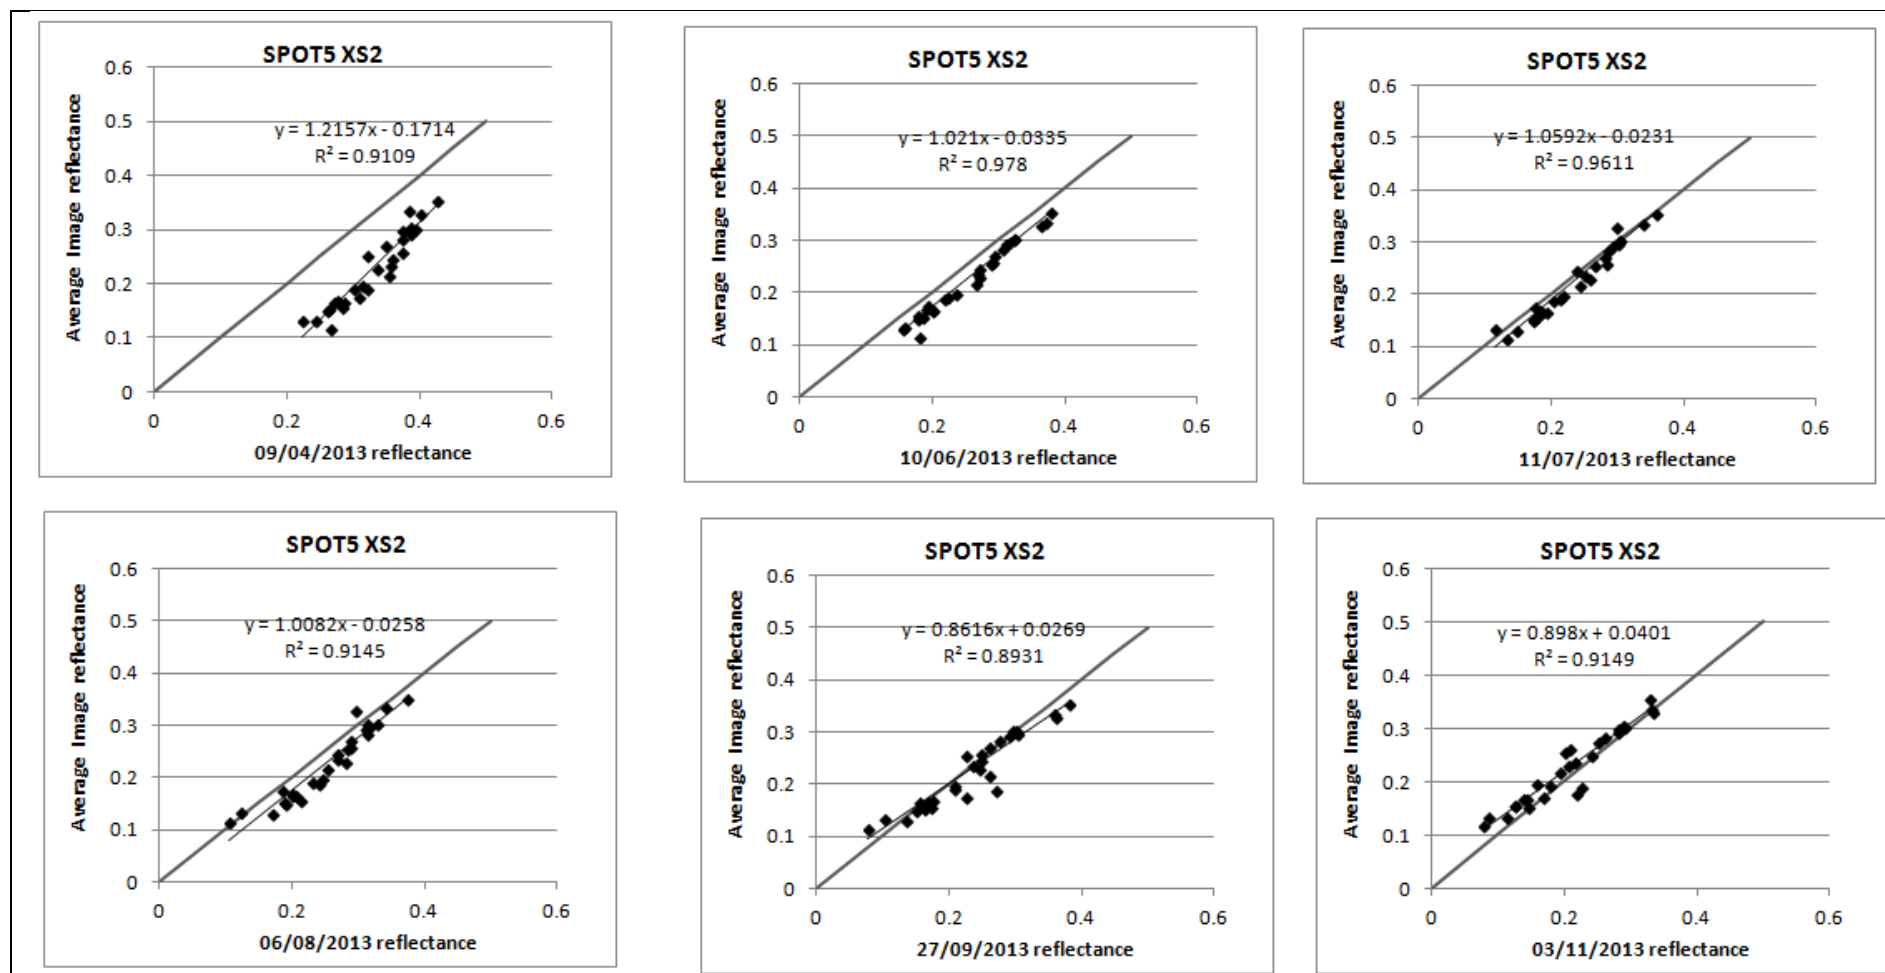 SPOT5 XS2
Average Image reflectance
0.6
0.5
0.4
0.3
0.2
0.1
0
y = 1.2157x - 0.1714
R² = 0.9109
0 0.2 0.4 0.6
09/04/2013 reflectance
SPOT5 XS2
Average Image reflectance
0.6
0.5
0.4
0.3
0.2
0.1
0
y = 1.021x - 0.0335
R² = 0.978
0 0.2 0.4 0.6
10/06/2013 reflectance
SPOT5 XS2
Average Image reflectance
0.6
0.5
0.4
0.3
0.2
0.1
0
y = 1.0592x - 0.0231
R² = 0.9611
0 0.2 0.4 0.6
11/07/2013 reflectance
SPOT5 XS2
Average Image reflectance
0.6
0.5
0.4
0.3
0.2
0.1
0
y = 1.0082x - 0.0258
R² = 0.9145
0 0.2 0.4 0.6
06/08/2013 reflectance
SPOT5 XS2
Average Image reflectance
0.6
0.5
0.4
0.3
0.2
0.1
0
y = 0.8616x + 0.0269
R² = 0.8931
0 0.2 0.4 0.6
27/09/2013 reflectance
SPOT5 XS2
Average Image reflectance
0.6
0.5
0.4
0.3
0.2
0.1
0
y = 0.898x + 0.0401
R² = 0.9149
0 0.2 0.4 0.6
03/11/2013 reflectance